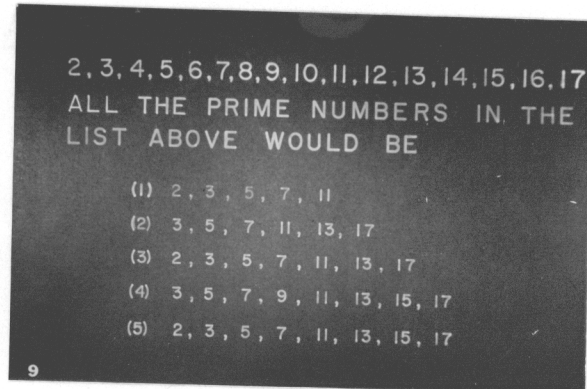 2, 3, 4, 5, 6, 7, 8, 9, 10, 11, 12, 13, 14, 15, 16, 17
ALL THE PRIME NUMBERS IN THE
LIST ABOVE WOULD BE
(1) 2, 3, 5, 7, 11
(2) 3, 5, 7, 11, 13, 17
(3) 2, 3, 5, 7, 11, 13, 17
(4) 3, 5, 7, 9, 11, 13, 15, 17
(5) 2, 3, 5, 7, 11, 13, 15, 17
9